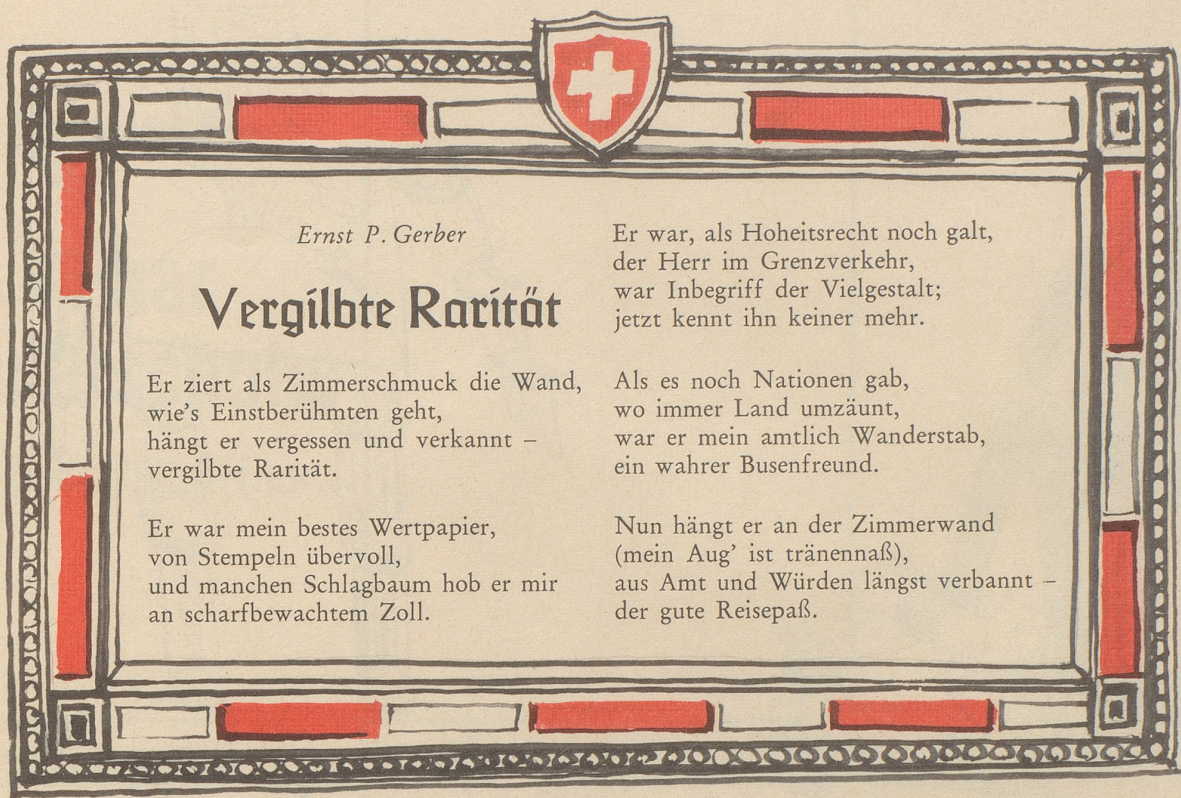 Ernst P. Gerber
Vergilbte Rarität
Er ziert als Zimmerschmuck die Wand,
wie's Einstberühmten geht,
hängt er vergessen und verkannt –
vergilbte Rarität.
Er war mein bestes Wertpapier,
von Stempeln übervoll,
und manchen Schlagbaum hob er mir
an scharfbewachtem Zoll.
Er war, als Hoheitsrecht noch galt,
der Herr im Grenzverkehr,
war Inbegriff der Vielgestalt;
jetzt kennt ihn keiner mehr.
Als es noch Nationen gab,
wo immer Land umzäunt,
war er mein amtlich Wanderstab,
ein wahrer Busenfreund.
Nun hängt er an der Zimmerwand
(mein Aug' ist tränennaß),
aus Amt und Würden längst verbannt –
der gute Reisepaß.